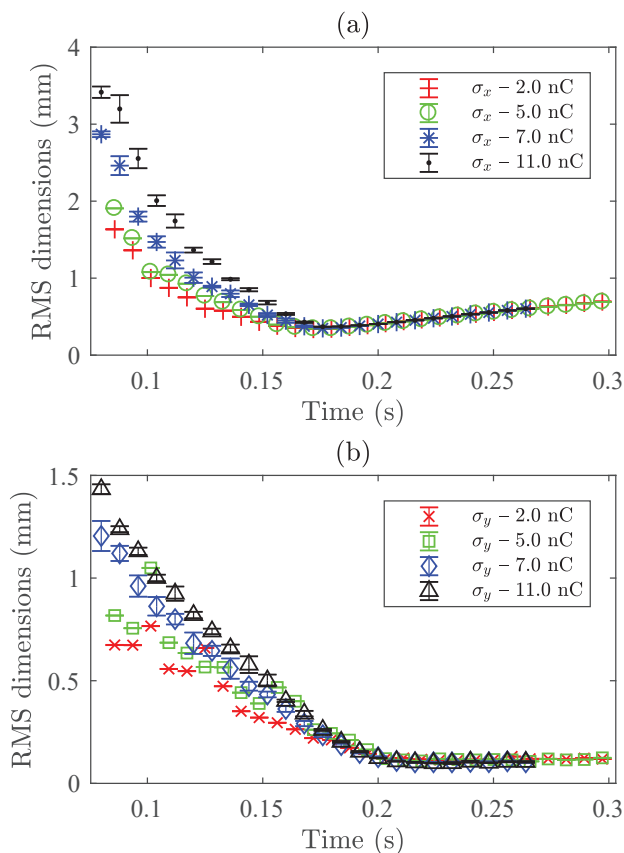 (a)
RMS dimensions (mm)
4
3
2
1
0
σx – 2.0 nC
σx – 5.0 nC
σx – 7.0 nC
σx – 11.0 nC
0.1
0.15
0.2
0.25
0.3
Time (s)
(b)
RMS dimensions (mm)
1.5
1
0.5
0
σy – 2.0 nC
σy – 5.0 nC
σy – 7.0 nC
σy – 11.0 nC
0.1
0.15
0.2
0.25
0.3
Time (s)